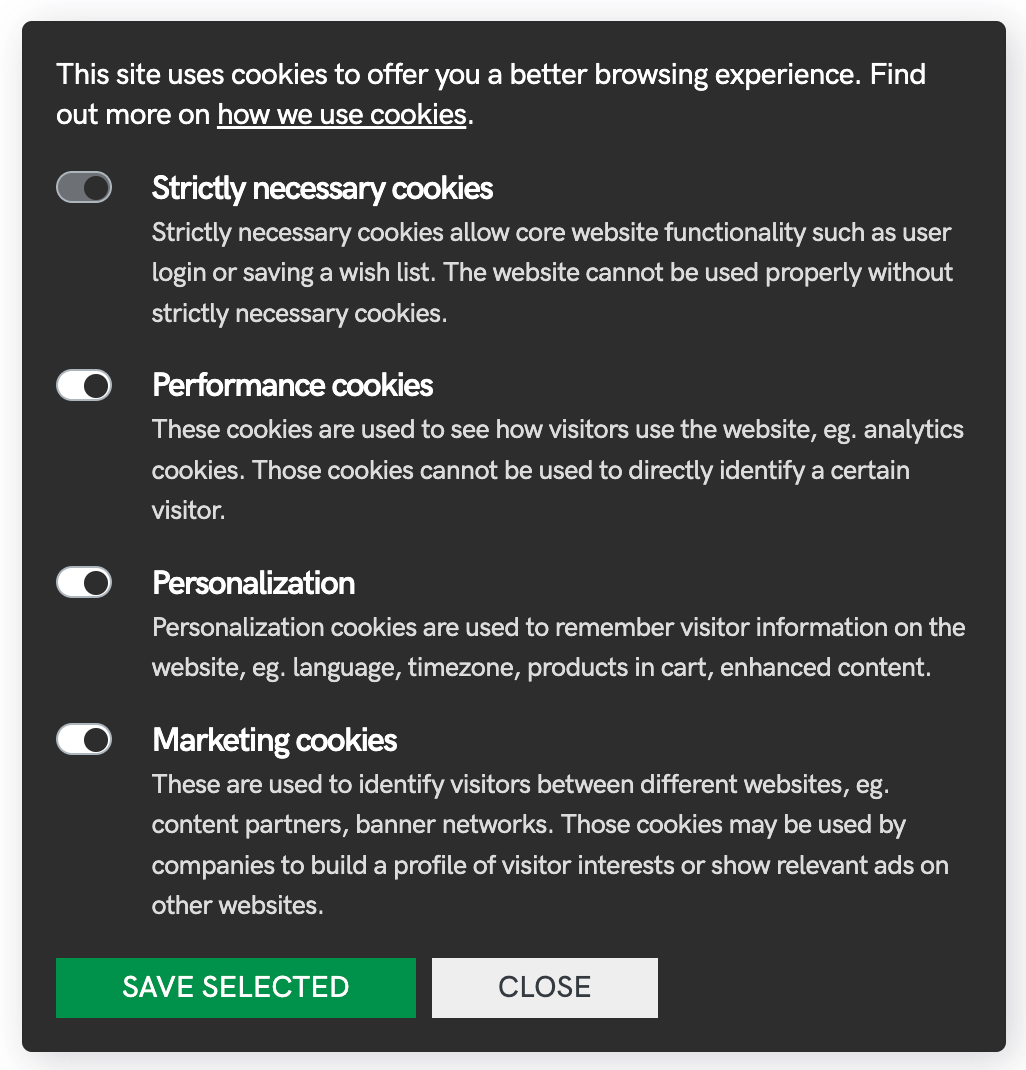 This site uses cookies to offer you a better browsing experience. Find
out more on how we use cookies.
Strictly necessary cookies
Strictly necessary cookies allow core website functionality such as user
login or saving a wish list. The website cannot be used properly without
strictly necessary cookies.
Performance cookies
These cookies are used to see how visitors use the website, eg. analytics
cookies. Those cookies cannot be used to directly identify a certain
visitor.
Personalization
Personalization cookies are used to remember visitor information on the
website, eg. language, timezone, products in cart, enhanced content.
Marketing cookies
These are used to identify visitors between different websites, eg.
content partners, banner networks. Those cookies may be used by
companies to build a profile of visitor interests or show relevant ads on
other websites.
SAVE SELECTED CLOSE